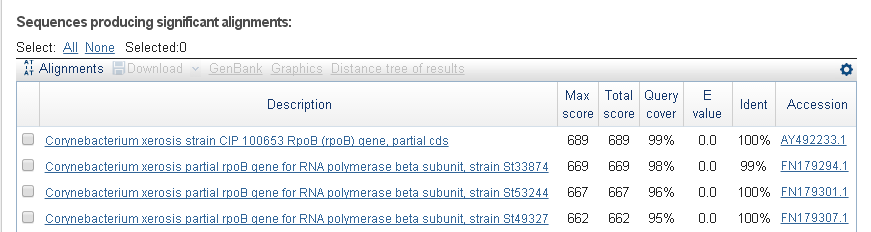 Sequences producing significant alignments:
Select: All None Selected:0
Alignments Download GenBank Graphics Distance tree of results
Description Max score Total score Query cover E value Ident Accession
Corynebacterium xerosis strain CIP 100653 RpoB (rpoB) gene, partial cds 689 689 99% 0.0 100% AY492233.1
Corynebacterium xerosis partial rpoB gene for RNA polymerase beta subunit, strain St33874 669 669 98% 0.0 99% FN179294.1
Corynebacterium xerosis partial rpoB gene for RNA polymerase beta subunit, strain St53244 667 667 96% 0.0 100% FN179301.1
Corynebacterium xerosis partial rpoB gene for RNA polymerase beta subunit, strain St49327 662 662 95% 0.0 100% FN179307.1